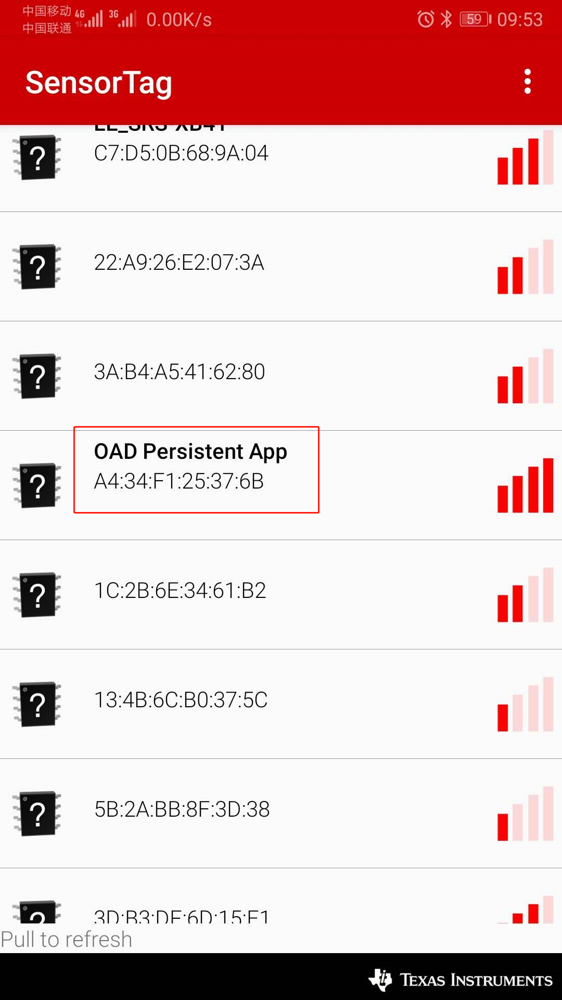 中国移动 4G 3G 0.00K/s 59 09:53
中国联通
SensorTag
LE_SRS-XB41
C7:D5:0B:68:9A:04
22:A9:26:E2:07:3A
3A:B4:A5:41:62:80
OAD Persistent App
A4:34:F1:25:37:6B
1C:2B:6E:34:61:B2
13:4B:6C:B0:37:5C
5B:2A:BB:8F:3D:38
3D:B3:DF:6D:15:F1
Pull to refresh
TEXAS INSTRUMENTS